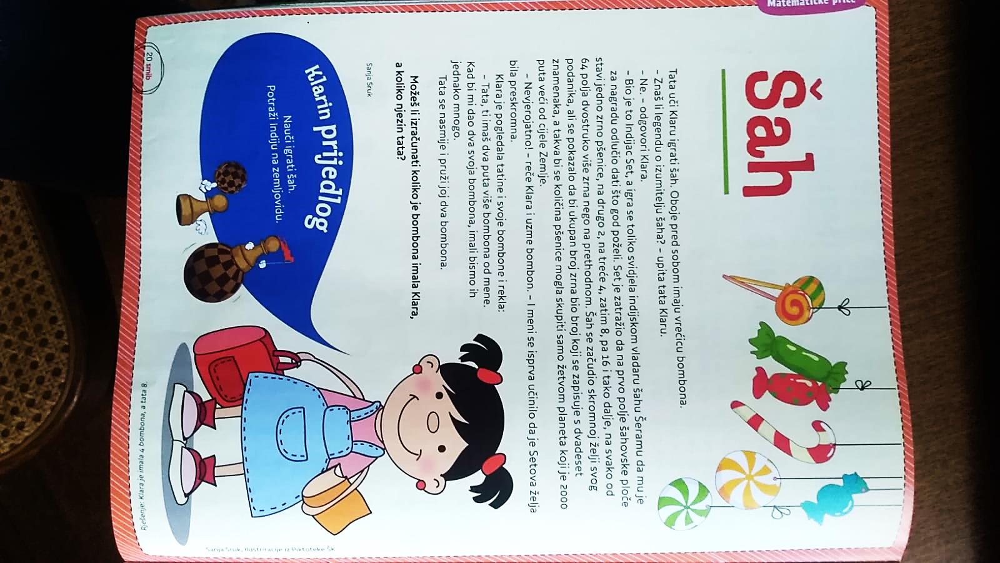 Matematičke priče
Šah
Tata uči Klaru igrati šah. Oboje pred sobom imaju vrećicu bombona.
– Znaš li legendu o izumitelju šaha? – upita tata Klaru.
– Ne. – odgovori Klara.
– Bio je to Indijac Set, a igra se toliko svidjela indijskom vladaru šahu Šeramu da mu je
za nagradu odlučio dati što god poželi. Set je zatražio da na prvo polje šahovske ploče
stavi jedno zrno pšenice, na drugo 2, na treće 4, zatim 8, pa 16 i tako dalje, na svako od
64 polja dvostruko više zrna nego na prethodnom. Šah se začudio skromnoj želji svog
podanika, ali se pokazalo da bi ukupan broj zrna bio broj koji se zapisuje s dvadeset
znamenaka, a takva bi se količina pšenice mogla skupiti samo žetvom planeta koji je 2000
puta veći od cijele Zemlje.
– Nevjerojatno! – reče Klara i uzme bombon. – I meni se isprva učinilo da je Setova želja
bila preskromna.
Klara je pogledala tatine i svoje bombone i rekla:
– Tata, ti imaš dva puta više bombona od mene.
Kad bi mi dao dva svoja bombona, imali bismo ih
jednako mnogo.
Tata se nasmije i pruži joj dva bombona.
Možeš li izračunati koliko je bombona imala Klara,
a koliko njezin tata?
Sanja Sruk
Klarin prijedlog
Nauči igrati šah.
Potraži Indiju na zemljovidu.
20 smib
Rješenje: Klara je imala 4 bombona, a tata 8.
Sanja Sruk, Ilustracije iz Piktoteke ŠK